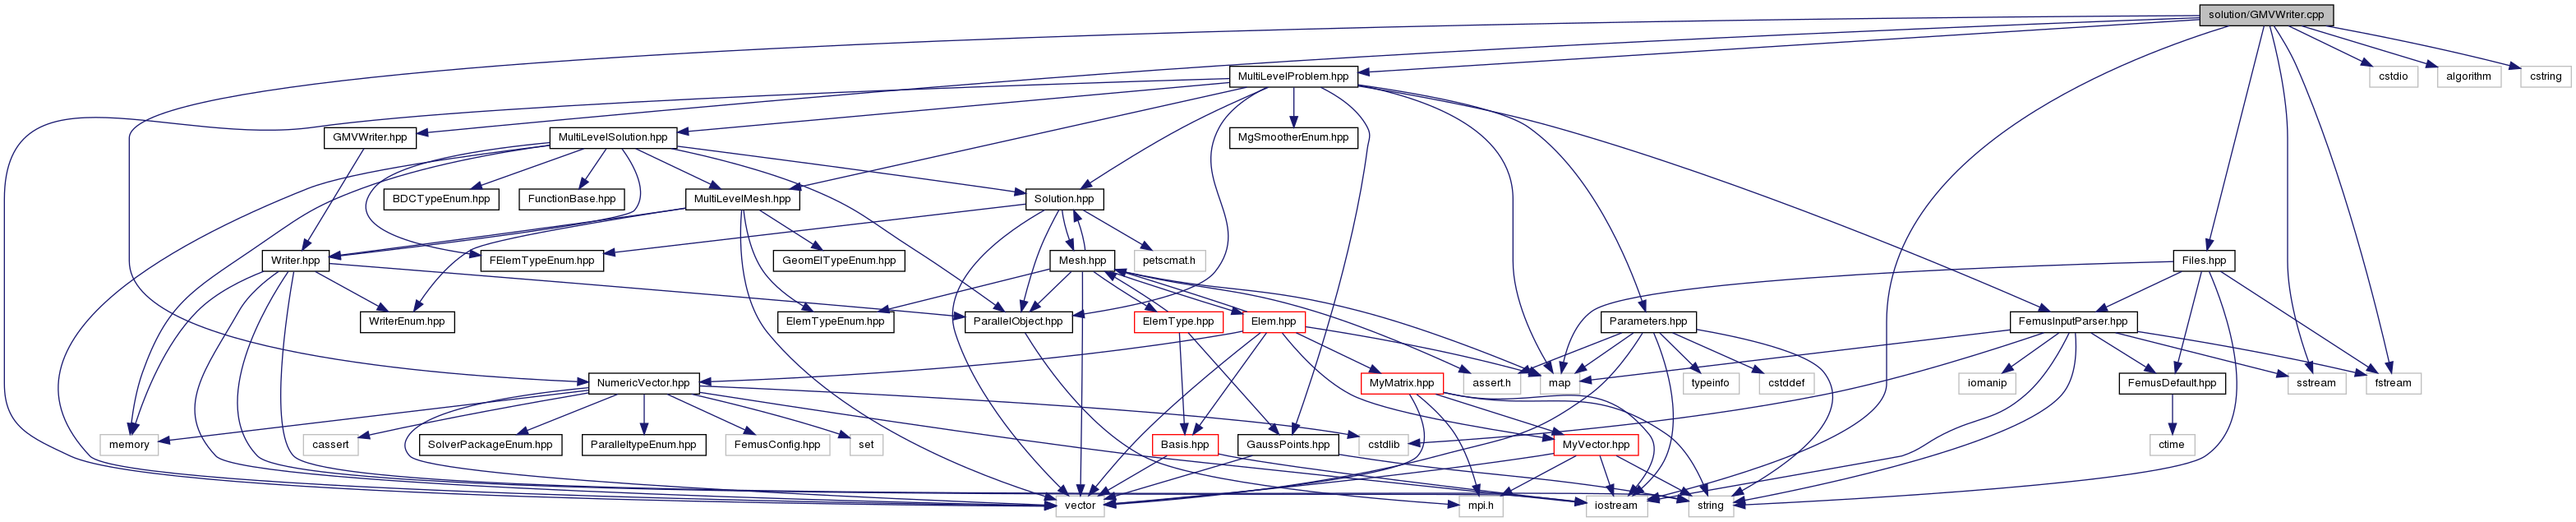 solution/GMVWriter.cpp
MultiLevelProblem.hpp
cstdio
algorithm
cstring
GMVWriter.hpp
MultiLevelSolution.hpp
MgSmootherEnum.hpp
BDCTypeEnum.hpp
FunctionBase.hpp
MultiLevelMesh.hpp
Solution.hpp
Writer.hpp
FElemTypeEnum.hpp
GeomElTypeEnum.hpp
Mesh.hpp
petscmat.h
Files.hpp
WriterEnum.hpp
ElemTypeEnum.hpp
ParallelObject.hpp
ElemType.hpp
Elem.hpp
Parameters.hpp
FemusInputParser.hpp
NumericVector.hpp
MyMatrix.hpp
assert.h
map
typeinfo
cstddef
iomanip
FemusDefault.hpp
sstream
fstream
memory
cassert
SolverPackageEnum.hpp
ParalleltypeEnum.hpp
FemusConfig.hpp
set
Basis.hpp
GaussPoints.hpp
cstdlib
MyVector.hpp
ctime
vector
mpi.h
iostream
string